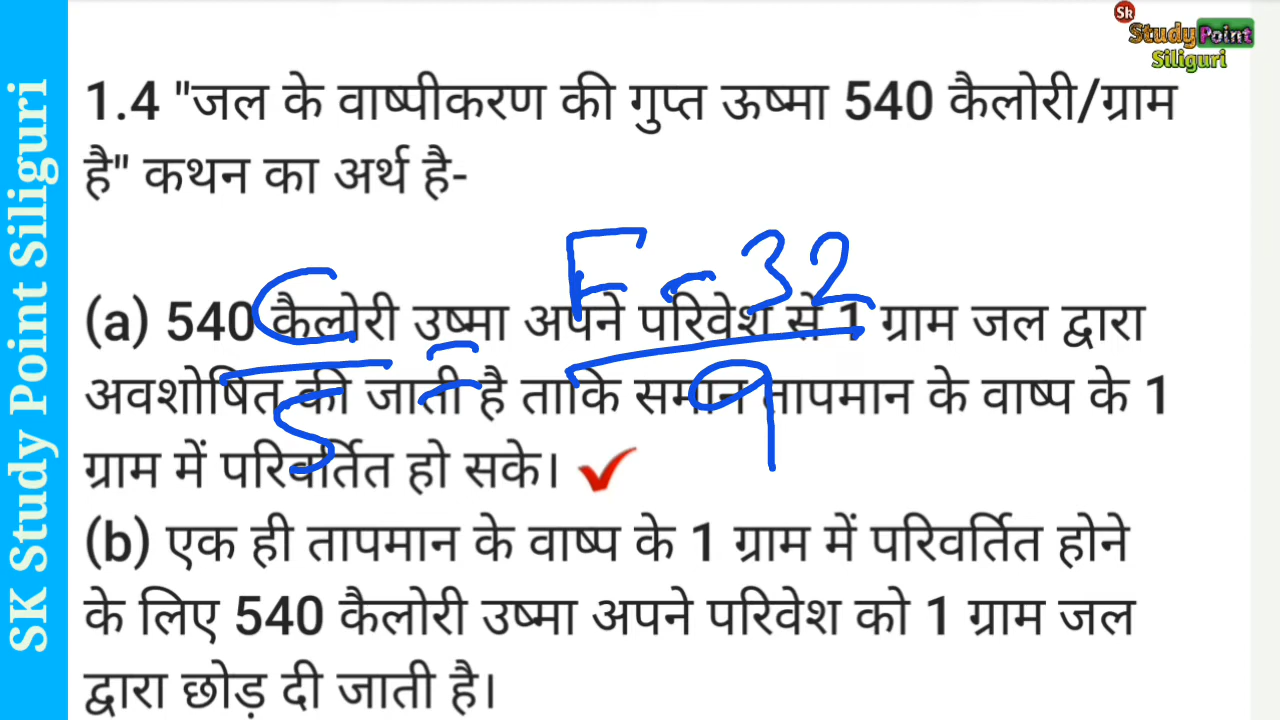 Sk
Study Point
Siliguri
SK Study Point Siliguri
1.4 "जल के वाष्पीकरण की गुप्त ऊष्मा 540 कैलोरी/ग्राम
है" कथन का अर्थ है-
C/5 = F - 32/9
(a) 540 कैलोरी उष्मा अपने परिवेश से 1 ग्राम जल द्वारा
अवशोषित की जाती है ताकि समान तापमान के वाष्प के 1
ग्राम में परिवर्तित हो सके।
(b) एक ही तापमान के वाष्प के 1 ग्राम में परिवर्तित होने
के लिए 540 कैलोरी उष्मा अपने परिवेश को 1 ग्राम जल
द्वारा छोड़ दी जाती है।